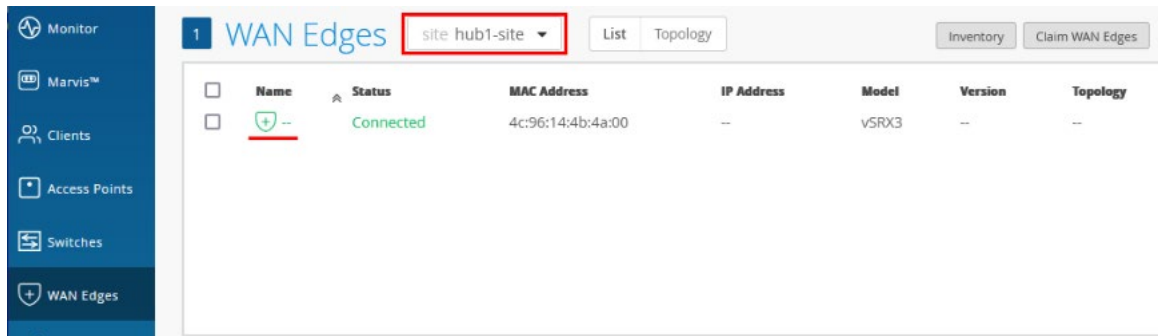 Monitor
1 WAN Edges site hub1-site List Topology Inventory Claim WAN Edges
Marvis™
Name Status MAC Address IP Address Model Version Topology
-- Connected 4c:96:14:4b:4a:00 -- vSRX3 -- --
Clients
Access Points
Switches
WAN Edges